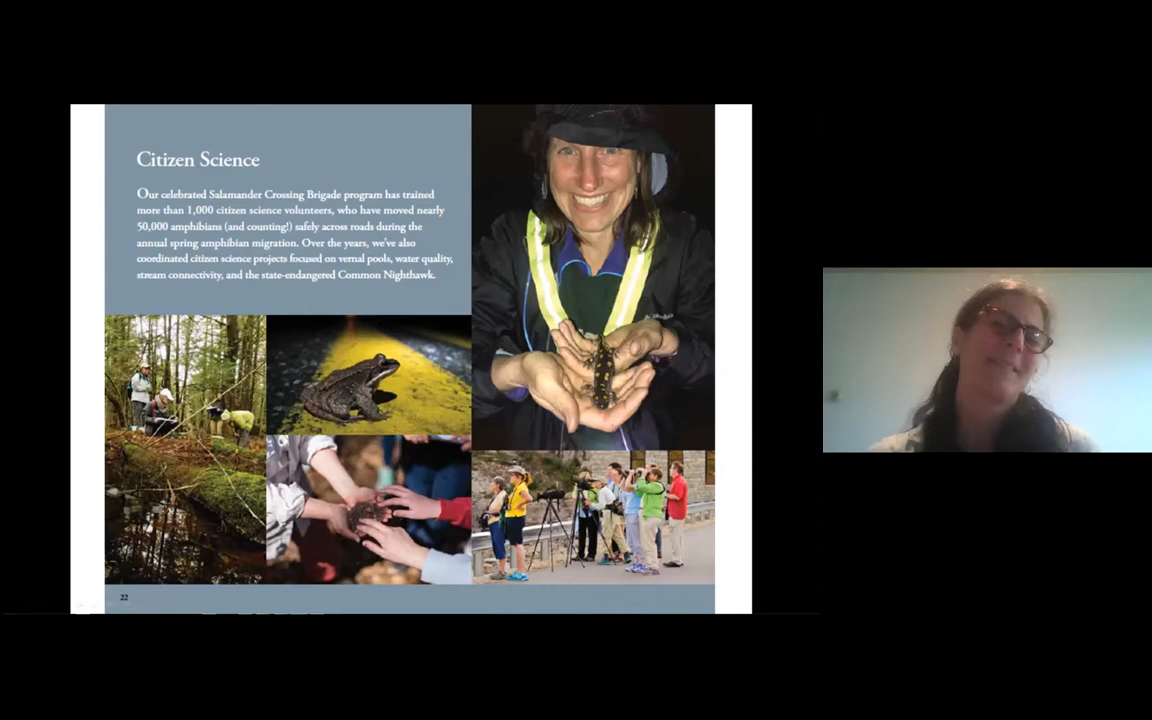 Citizen Science
Our celebrated Salamander Crossing Brigade program has trained
more than 1,000 citizen science volunteers, who have moved nearly
50,000 amphibians (and counting!) safely across roads during the
annual spring amphibian migration. Over the years, we've also
coordinated citizen science projects focused on vernal pools, water quality,
stream connectivity, and the state-endangered Common Nighthawk.
Columbia
22